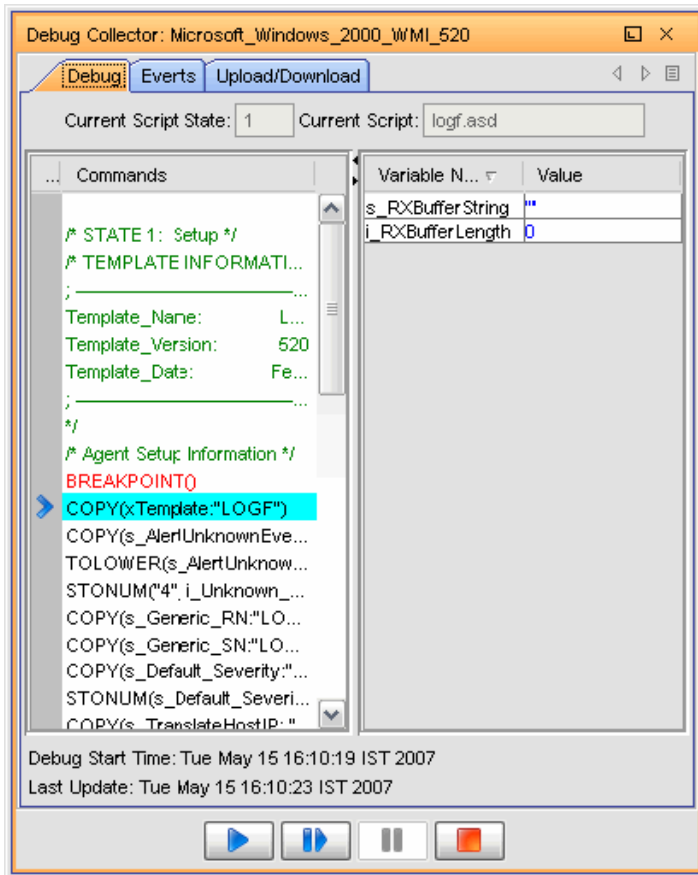 Debug Collector: Microsoft_Windows_2000_WMI_520
Debug Everts Upload/Download
Current Script State: 1 Current Script: logf.asd
... Commands
/* STATE 1: Setup */
/* TEMPLATE INFORMATI...
; ...
Template_Name: L...
Template_Version: 520
Template_Date: Fe...
; ...
*/
/* Agent Setup Information */
BREAKPOINT()
COPY(xTemplate:"LOGF")
COPY(s_AlertUnknownEve...
TOLOWER(s_AlertUnknow...
STONUM("4", i_Unknown_...
COPY(s_Generic_RN:"LO...
COPY(s_Generic_SN:"LO...
COPY(s_Default_Severity:"...
STONUM(s_Default_Severi...
COPY(s_TranslateHostIP: "
Variable N... Value
s_RXBufferString ""
i_RXBufferLength 0
Debug Start Time: Tue May 15 16:10:19 IST 2007
Last Update: Tue May 15 16:10:23 IST 2007